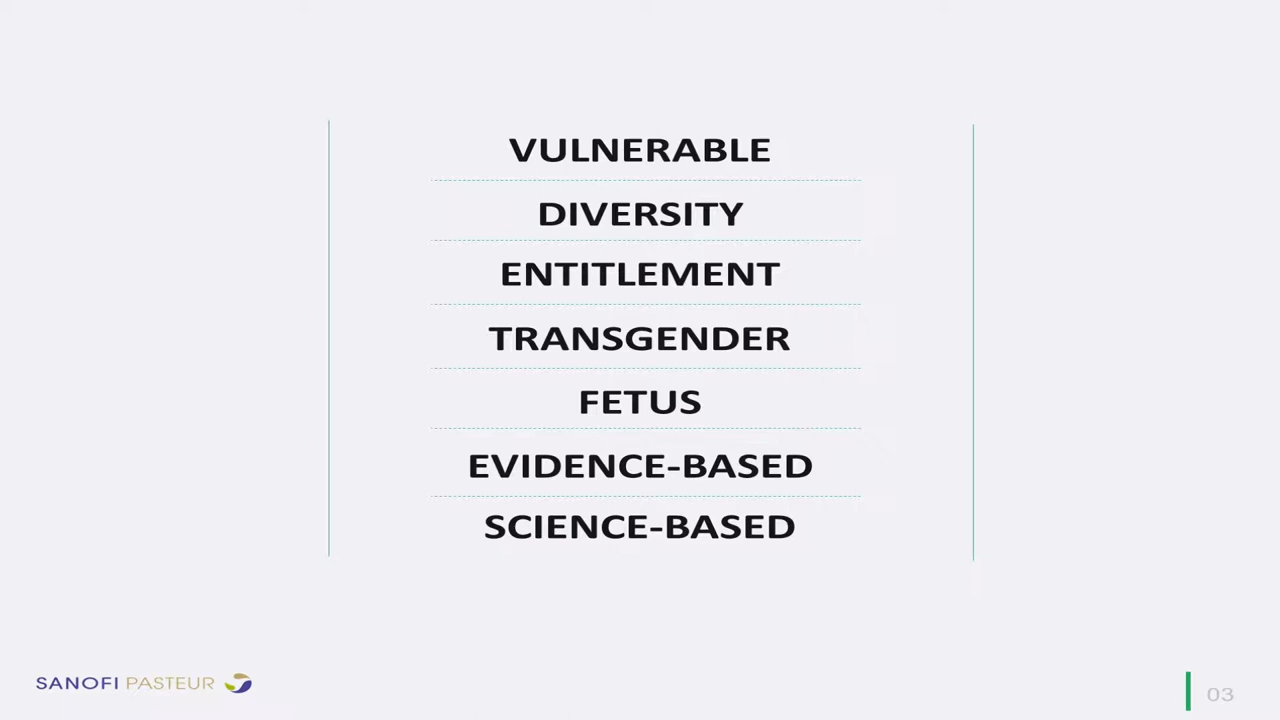 VULNERABLE
DIVERSITY
ENTITLEMENT
TRANSGENDER
FETUS
EVIDENCE-BASED
SCIENCE-BASED
SANOFI PASTEUR
03